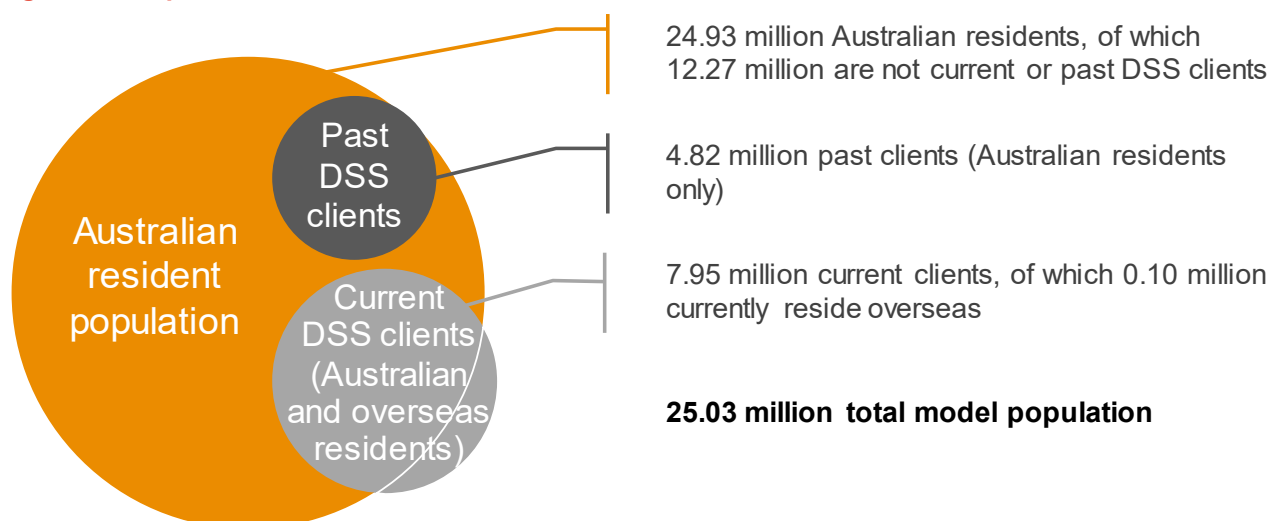 Past
DSS
clients
Australian
resident
population
Current
DSS clients
(Australian
and overseas
residents)
24.93 million Australian residents, of which
12.27 million are not current or past DSS clients
4.82 million past clients (Australian residents
only)
7.95 million current clients, of which 0.10 million
currently reside overseas
25.03 million total model population